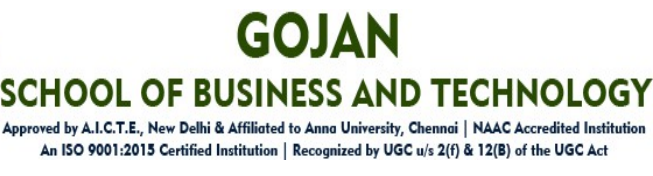 GOJAN
SCHOOL OF BUSINESS AND TECHNOLOGY
Approved by A.I.C.T.E., New Delhi & Affiliated to Anna University, Chennai | NAAC Accredited Institution
An ISO 9001:2015 Certified Institution | Recognized by UGC u/s 2(f) & 12(B) of the UGC Act